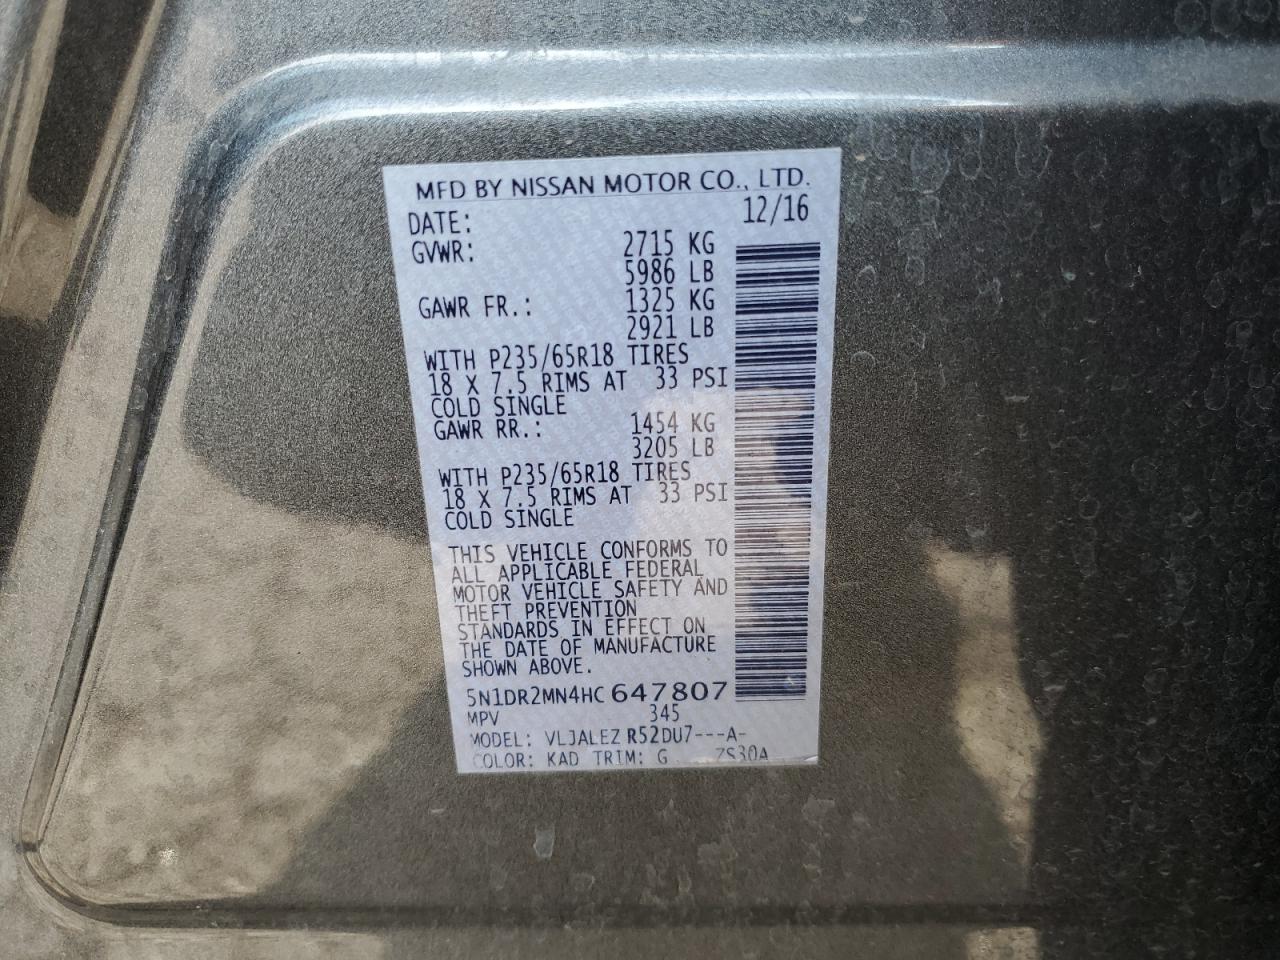 MFD BY NISSAN MOTOR CO., LTD.
DATE: 12/16
GVWR: 2715 KG
5986 LB
GAWR FR.: 1325 KG
2921 LB
WITH P235/65R18 TIRES
18 X 7.5 RIMS AT 33 PSI
COLD SINGLE
GAWR RR.: 1454 KG
3205 LB
WITH P235/65R18 TIRES
18 X 7.5 RIMS AT 33 PSI
COLD SINGLE
THIS VEHICLE CONFORMS TO
ALL APPLICABLE FEDERAL
MOTOR VEHICLE SAFETY AND
THEFT PREVENTION
STANDARDS IN EFFECT ON
THE DATE OF MANUFACTURE
SHOWN ABOVE.
5N1DR2MN4HC 647807
MPV 345
MODEL: VLJALEZ R52DU7---A-
COLOR: KAD TRIM: G ZS30A